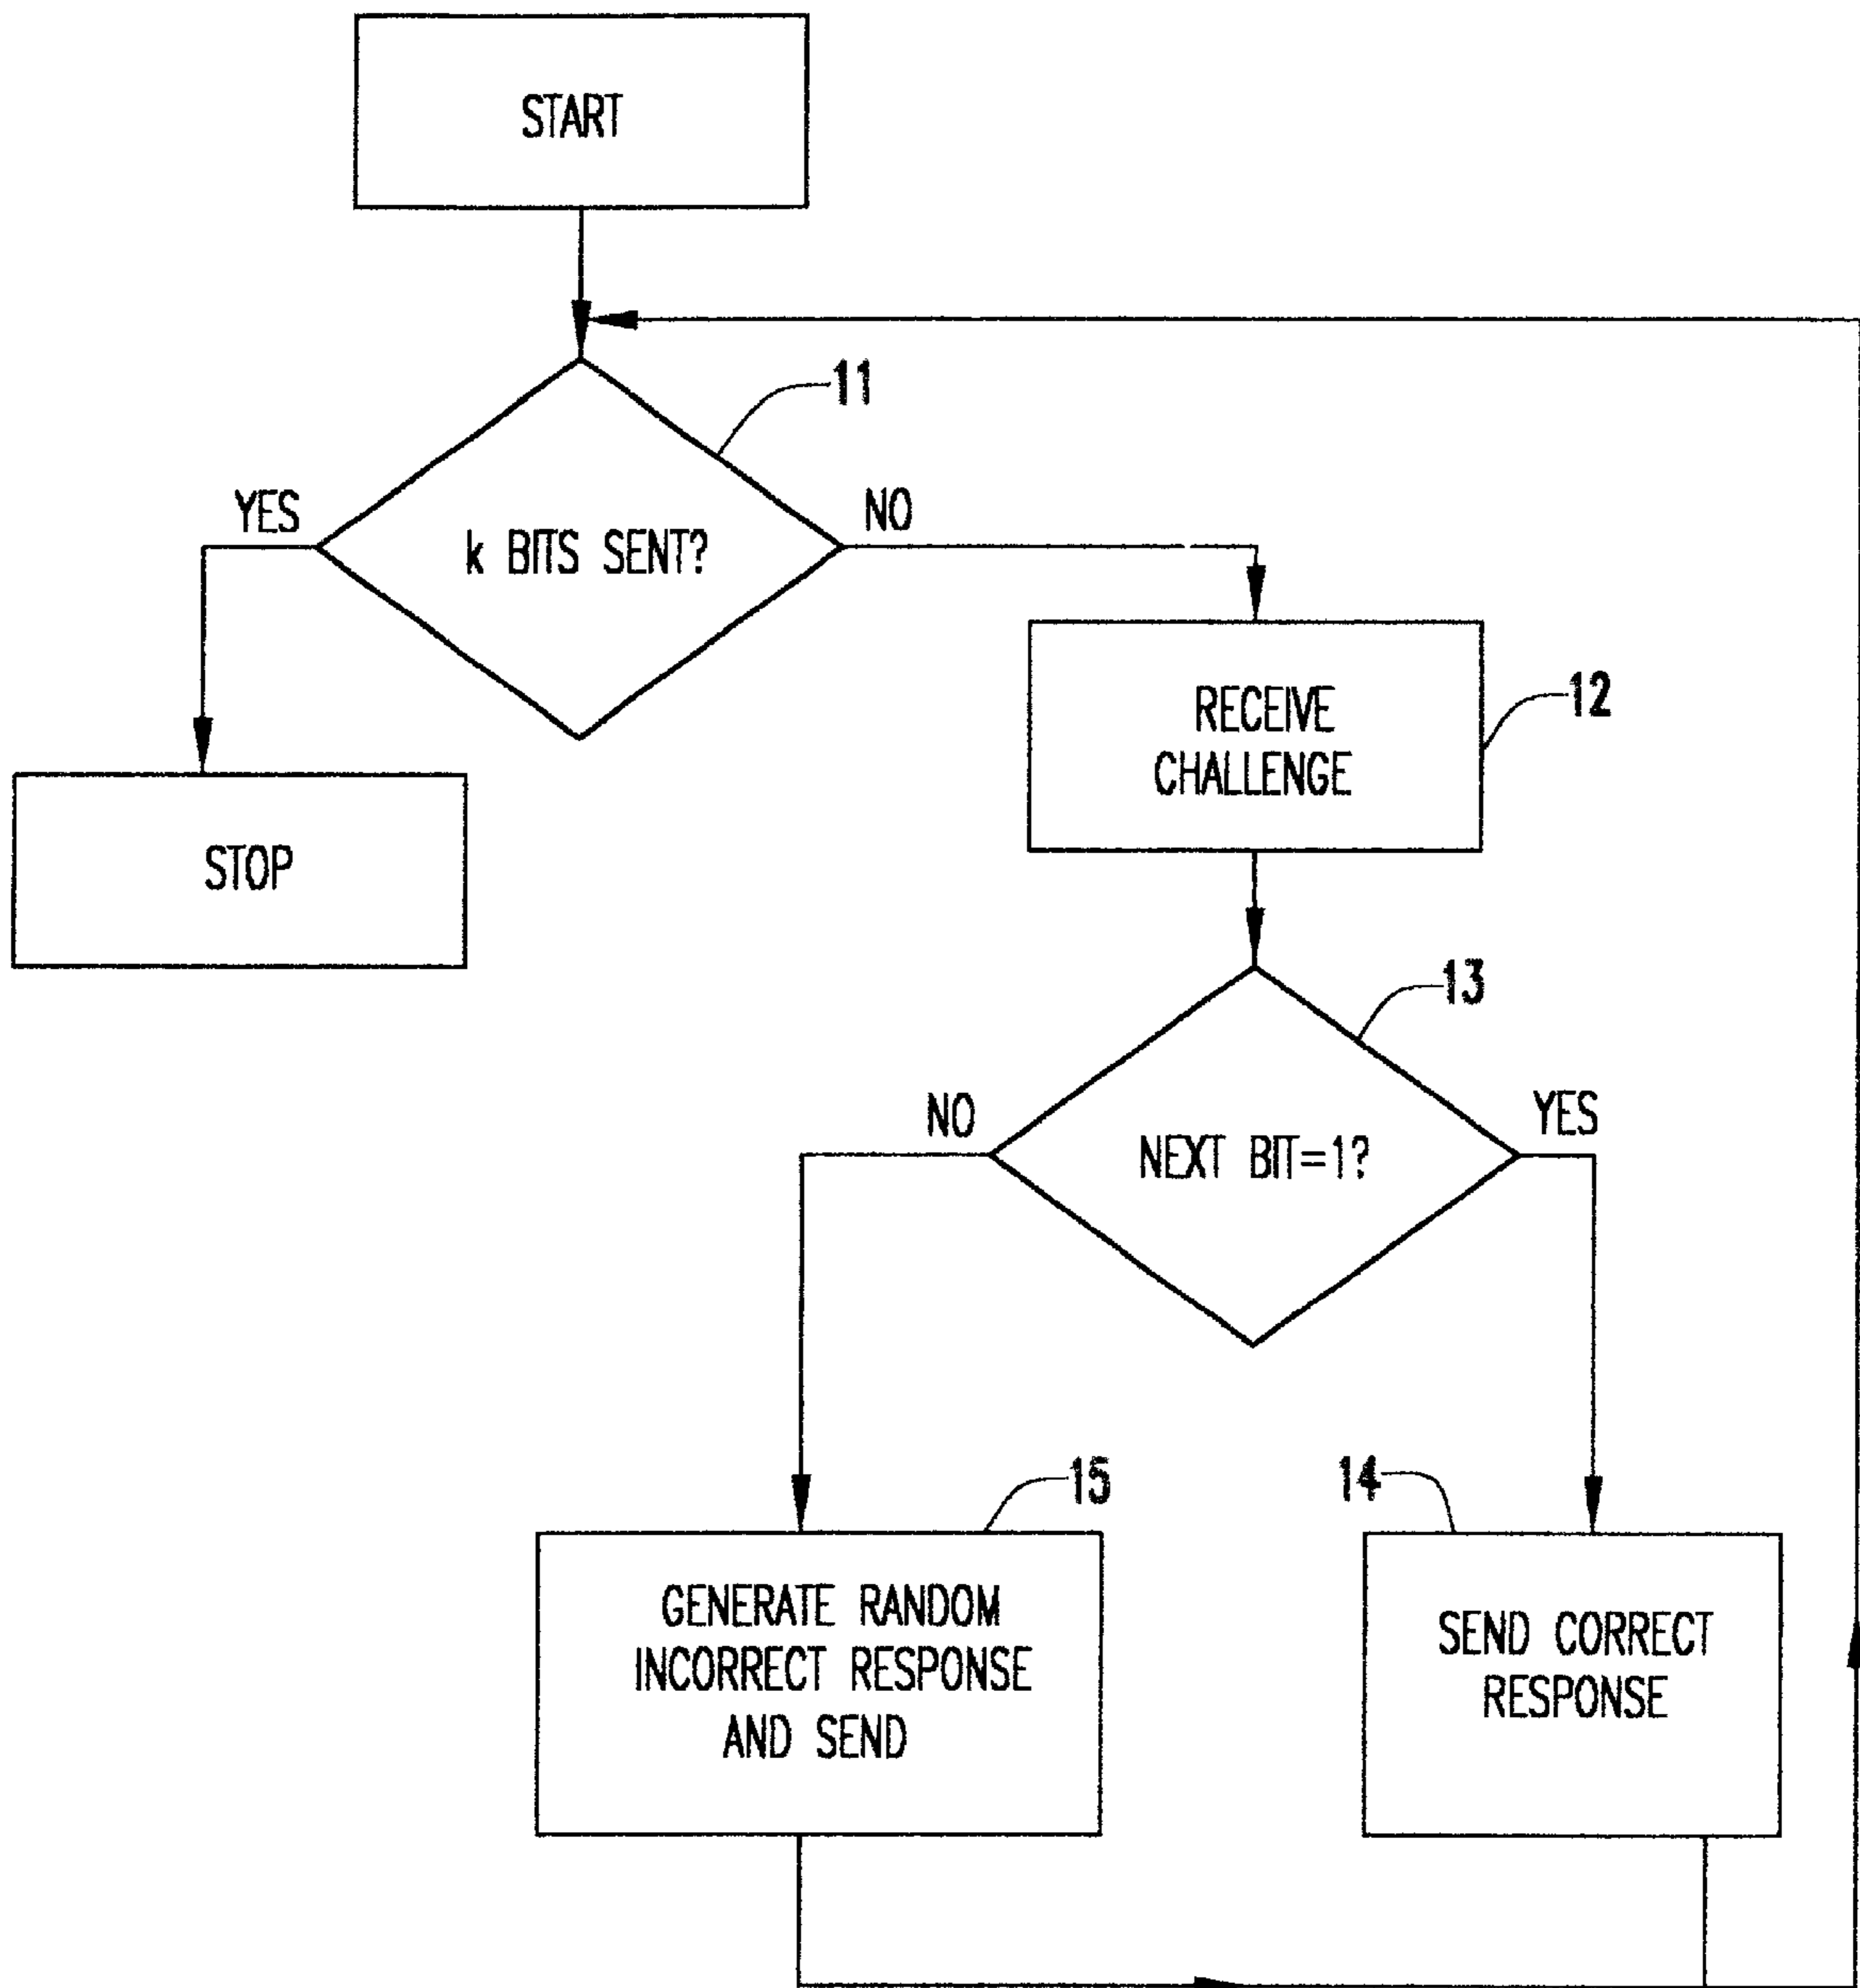 START
11
YES
NO
k BITS SENT?
RECEIVE
CHALLENGE
12
STOP
13
NO
YES
NEXT BIT=1?
15
14
GENERATE RANDOM
INCORRECT RESPONSE
AND SEND
SEND CORRECT
RESPONSE